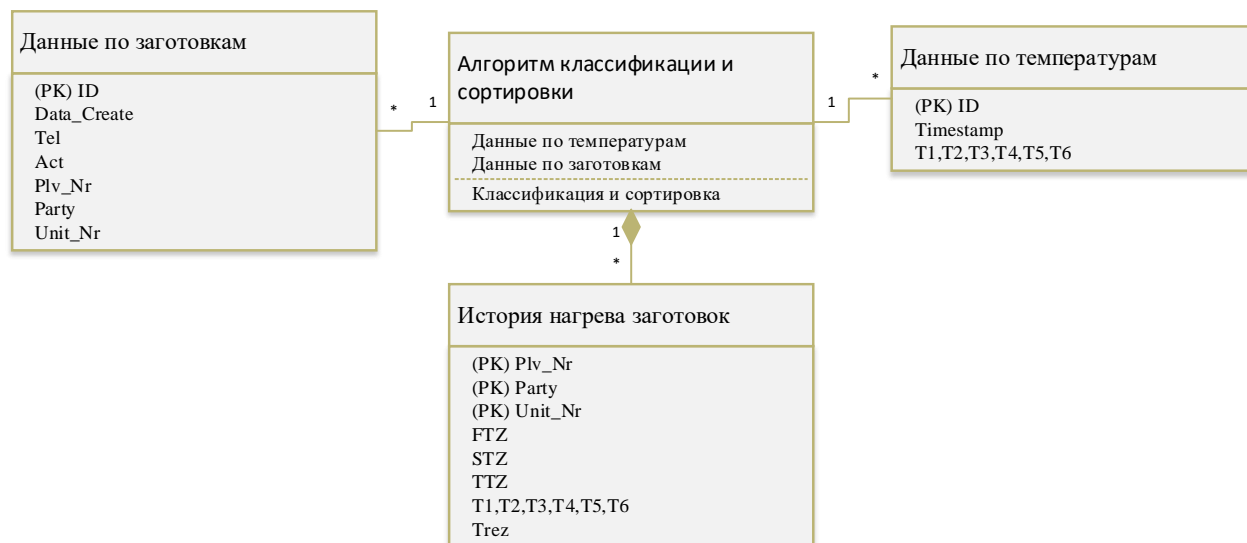 Данные по заготовкам
(PK) ID
Data_Create
Tel
Act
Plv_Nr
Party
Unit_Nr
*
1
Алгоритм классификации и
сортировки
Данные по температурам
Данные по заготовкам
Классификация и сортировка
1
*
Данные по температурам
(PK) ID
Timestamp
T1,T2,T3,T4,T5,T6
1
*
История нагрева заготовок
(PK) Plv_Nr
(PK) Party
(PK) Unit_Nr
FTZ
STZ
TTZ
T1,T2,T3,T4,T5,T6
Trez